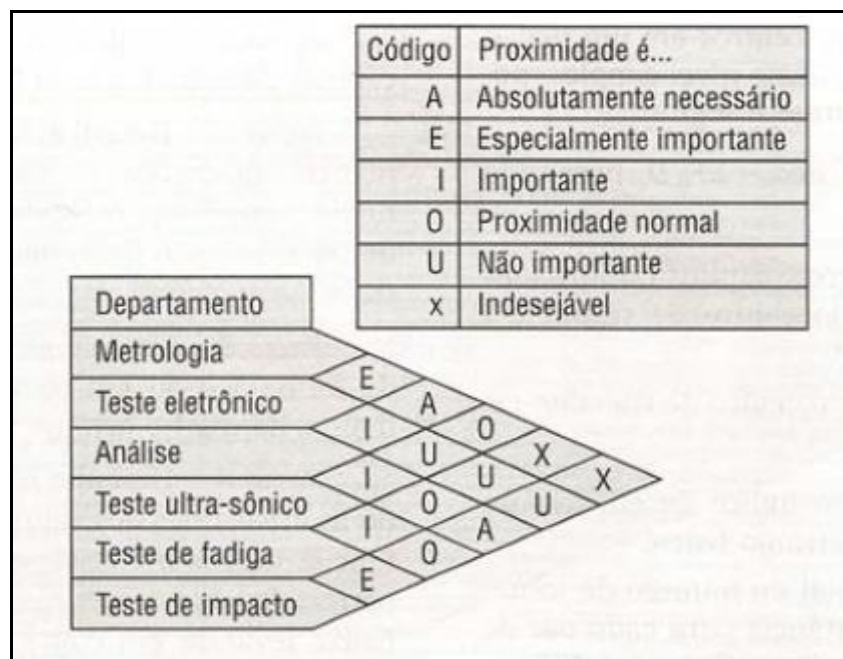 Código Proximidade é...
A Absolutamente necessário
E Especialmente importante
I Importante
O Proximidade normal
U Não importante
x Indesejável
Departamento
Metrologia
E
Teste eletrônico A
I O
Análise U X
I U X
Teste ultra-sônico O U
I A
Teste de fadiga O
E
Teste de impacto